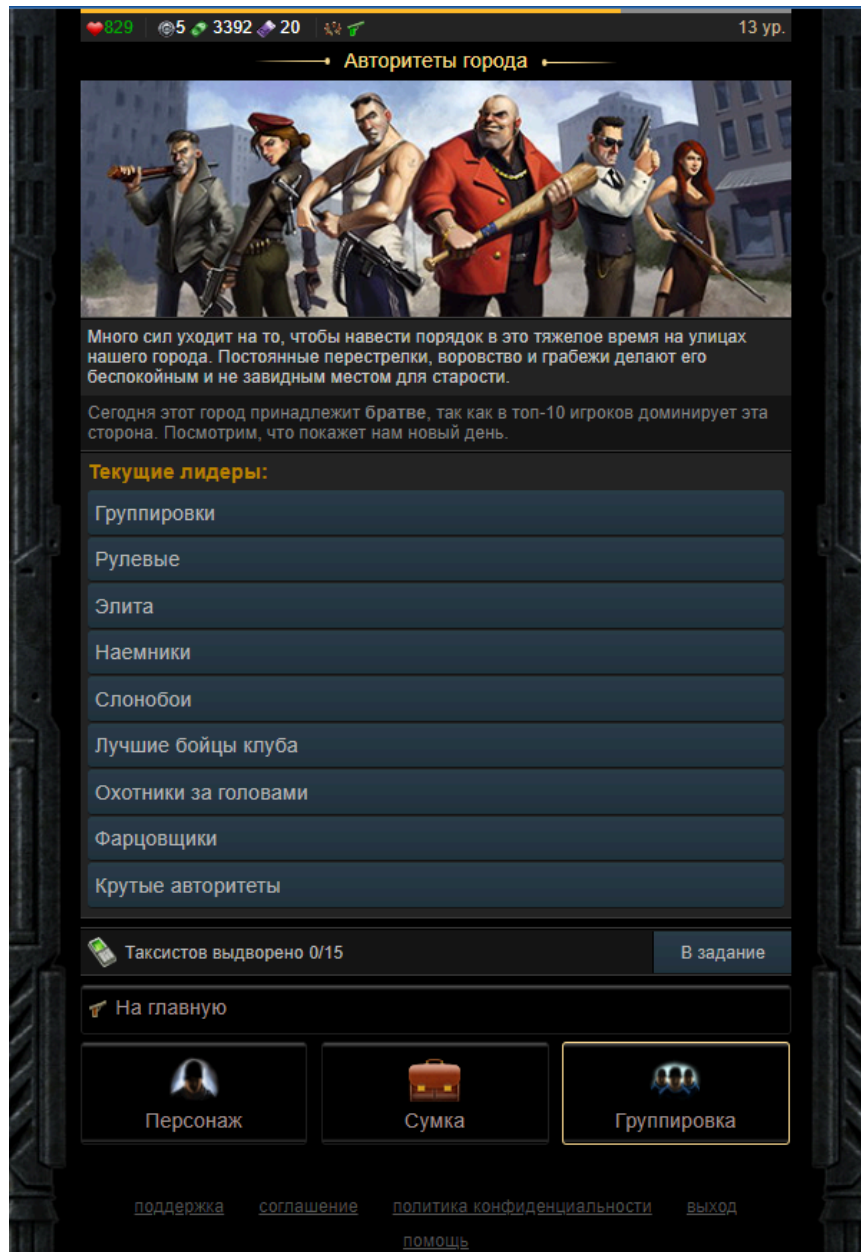 829 5 3392 20 13 ур.
Авторитеты города
Много сил уходит на то, чтобы навести порядок в это тяжелое время на улицах
нашего города. Постоянные перестрелки, воровство и грабежи делают его
беспокойным и не завидным местом для старости.
Сегодня этот город принадлежит братве, так как в топ-10 игроков доминирует эта
сторона. Посмотрим, что покажет нам новый день.
Текущие лидеры:
Группировки
Рулевые
Элита
Наемники
Слонобои
Лучшие бойцы клуба
Охотники за головами
Фарцовщики
Крутые авторитеты
Таксистов выдворено 0/15 В задание
На главную
Персонаж Сумка Группировка
поддержка соглашение политика конфиденциальности выход
помощь